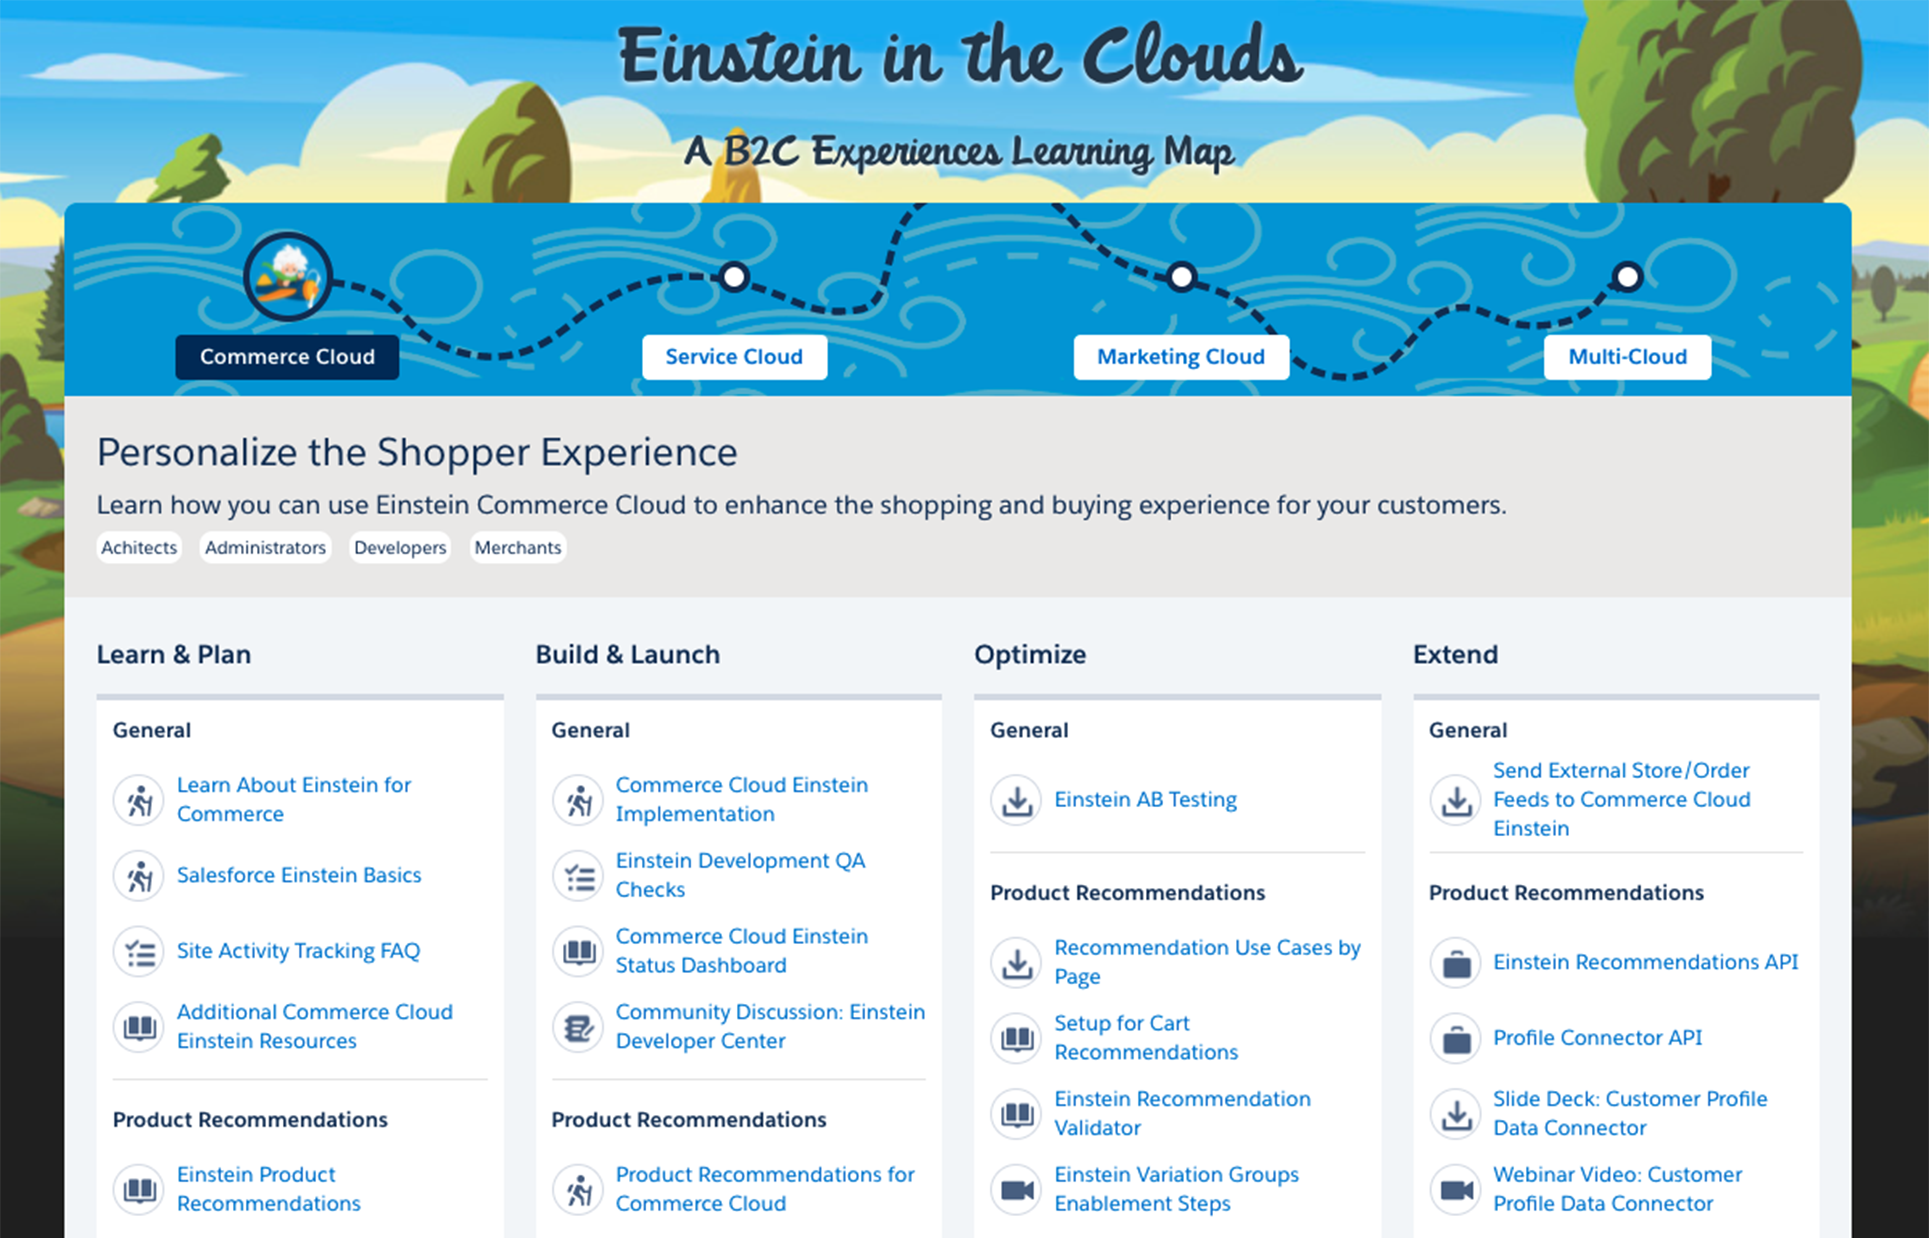 Einstein in the Clouds
A B2C Experiences Learning Map
Commerce Cloud
Service Cloud
Marketing Cloud
Multi-Cloud
Personalize the Shopper Experience
Learn how you can use Einstein Commerce Cloud to enhance the shopping and buying experience for your customers.
Achitects Administrators Developers Merchants
Learn & Plan
General
Learn About Einstein for
Commerce
Salesforce Einstein Basics
Site Activity Tracking FAQ
Additional Commerce Cloud
Einstein Resources
Product Recommendations
Einstein Product
Recommendations
Build & Launch
General
Commerce Cloud Einstein
Implementation
Einstein Development QA
Checks
Commerce Cloud Einstein
Status Dashboard
Community Discussion: Einstein
Developer Center
Product Recommendations
Product Recommendations for
Commerce Cloud
Optimize
General
Einstein AB Testing
Product Recommendations
Recommendation Use Cases by
Page
Setup for Cart
Recommendations
Einstein Recommendation
Validator
Einstein Variation Groups
Enablement Steps
Extend
General
Send External Store/Order
Feeds to Commerce Cloud
Einstein
Product Recommendations
Einstein Recommendations API
Profile Connector API
Slide Deck: Customer Profile
Data Connector
Webinar Video: Customer
Profile Data Connector